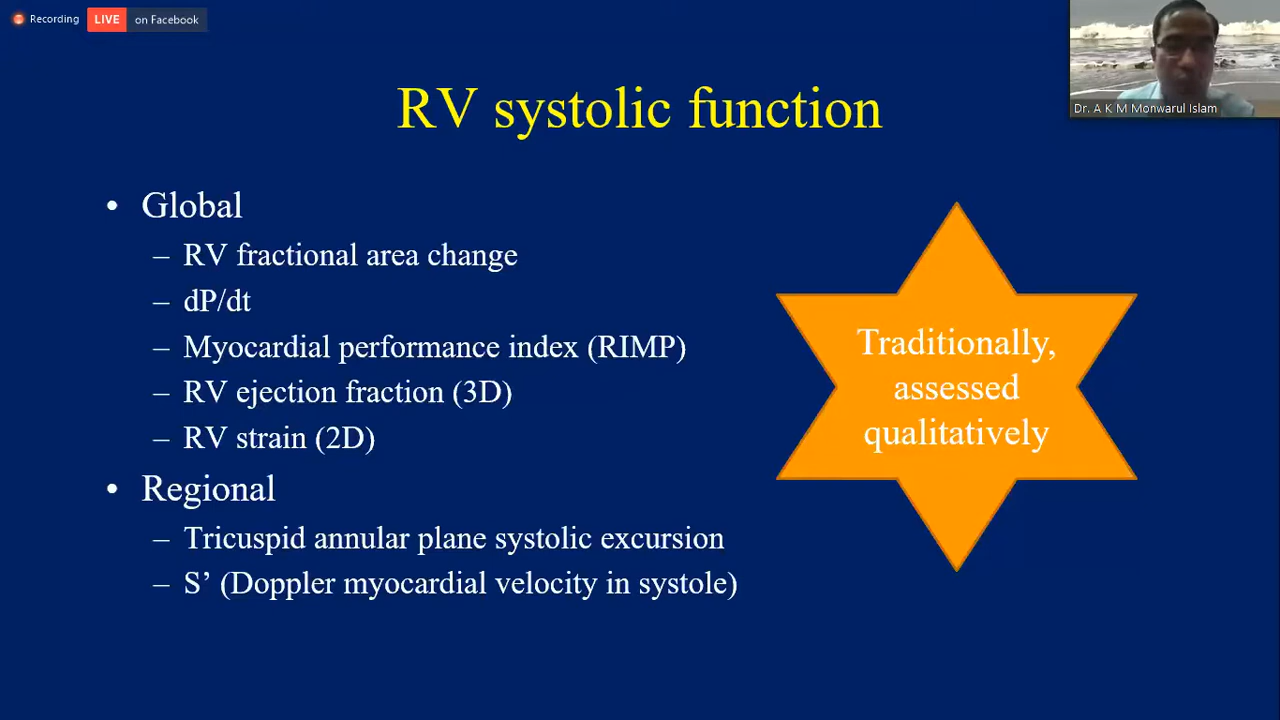 Recording
LIVE on Facebook
Dr. A K M Monwarul Islam
RV systolic function
• Global
– RV fractional area change
– dP/dt
– Myocardial performance index (RIMP)
– RV ejection fraction (3D)
– RV strain (2D)
• Regional
– Tricuspid annular plane systolic excursion
– S’ (Doppler myocardial velocity in systole)
Traditionally,
assessed
qualitatively